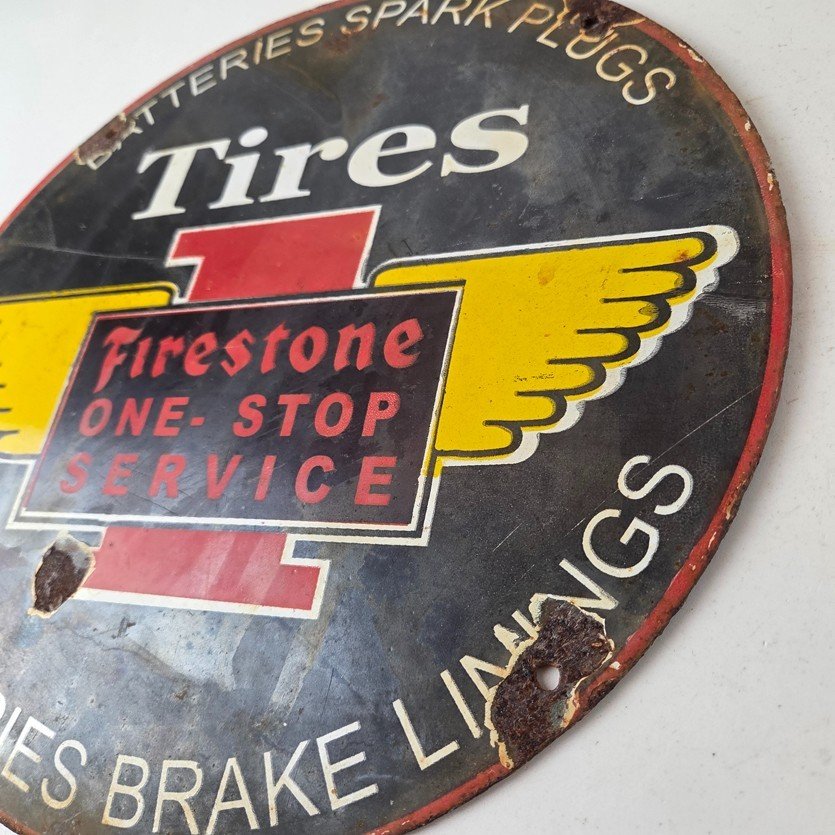 BATTERIES SPARK PLUGS
Tires
Firestone
ONE-STOP
SERVICE
BRAKE LININGS